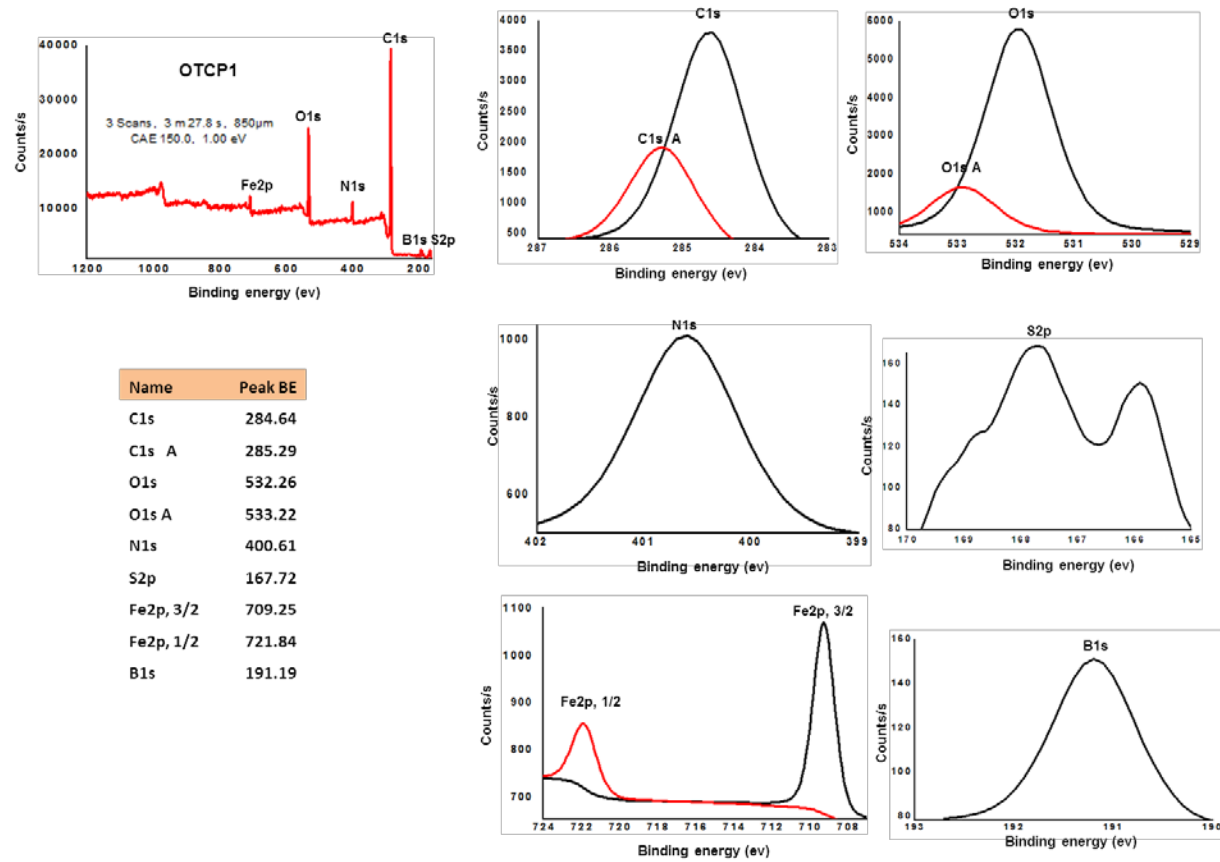 OTCP1
3 Scans, 3 m 27.8 s, 850µm
CAE 150.0, 1.00 eV
C1s
O1s
Fe2p
N1s
B1s S2p
Counts/s
40000
30000
20000
10000
1200 1000 800 600 400 200
Binding energy (ev)
C1s
C1s A
Counts/s
4000
3500
3000
2500
2000
1500
1000
500
287 286 285 284 283
Binding energy (ev)
O1s
O1s A
Counts/s
6000
5000
4000
3000
2000
1000
534 533 532 531 530 529
Binding energy (ev)
Name Peak BE
C1s 284.64
C1s A 285.29
O1s 532.26
O1s A 533.22
N1s 400.61
S2p 167.72
Fe2p, 3/2 709.25
Fe2p, 1/2 721.84
B1s 191.19
N1s
Counts/s
1000
800
600
402 401 400 399
Binding energy (ev)
S2p
Counts/s
160
140
120
100
80
170 169 168 167 166 165
Binding energy (ev)
Fe2p, 3/2
Fe2p, 1/2
Counts/s
1100
1000
900
800
700
724 722 720 718 716 714 712 710 708
Binding energy (ev)
B1s
Counts/s
160
140
120
100
80
193 192 191 190
Binding energy (ev)